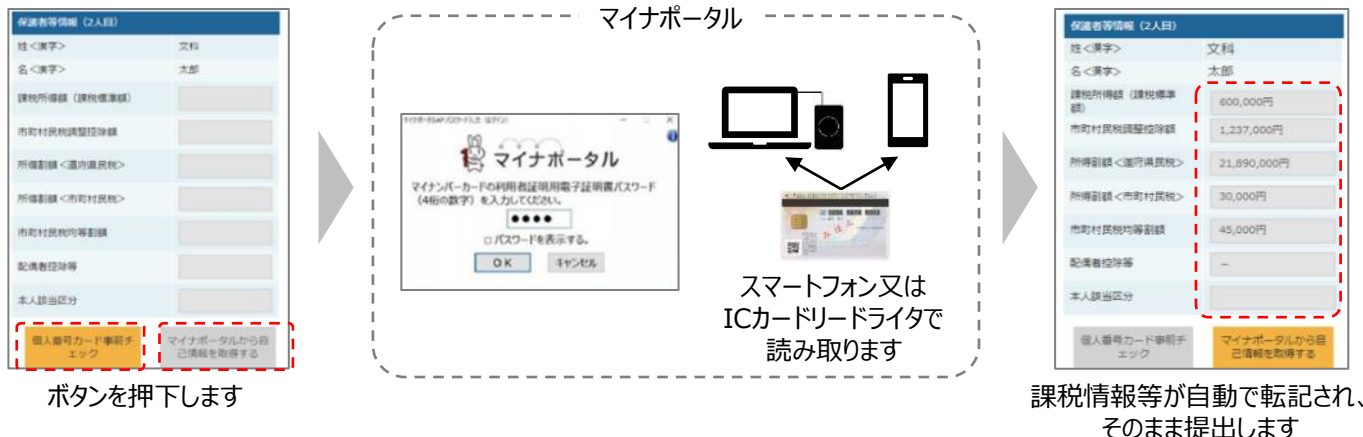 保護者等情報（2人目）
姓＜漢字＞ 文科
名＜漢字＞ 太郎
課税所得額（課税標準額）
市町村民税調整控除額
所得割額＜道府県民税＞
所得割額＜市町村民税＞
市町村民税均等割額
配偶者控除等
本人該当区分
個人番号カード事前チ
ェック
マイナポータルから自
己情報を取得する
ボタンを押下します
マイナポータル
マイナポータル
マイナンバーカードの利用者証明用電子証明書パスワード
（4桁の数字）を入力してください。
●●●●
□パスワードを表示する。
OK キャンセル
みほん
スマートフォン又は
ICカードリードライタで
読み取ります
保護者等情報（2人目）
姓＜漢字＞ 文科
名＜漢字＞ 太郎
課税所得額（課税標準
額） 600,000円
市町村民税調整控除額 1,237,000円
所得割額＜道府県民税＞ 21,890,000円
所得割額＜市町村民税＞ 30,000円
市町村民税均等割額 45,000円
配偶者控除等 －
本人該当区分
個人番号カード事前チ
ェック
マイナポータルから自
己情報を取得する
課税情報等が自動で転記され、
そのまま提出します